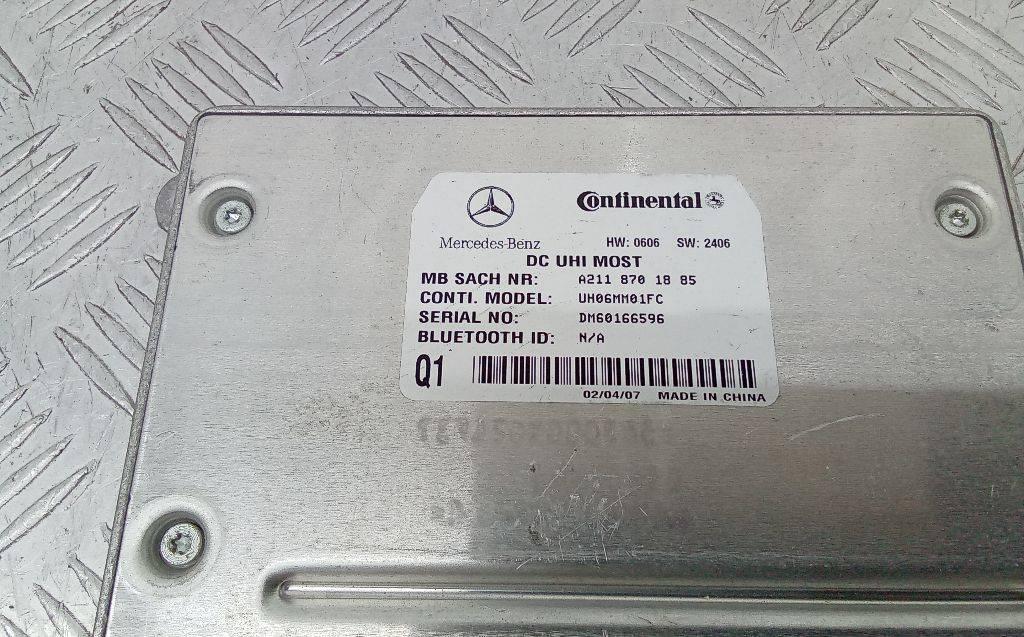 Continental
Mercedes-Benz
HW: 0606 SW: 2406
DC UHI MOST
MB SACH NR: A211 870 18 85
CONTI. MODEL: UH06MM01FC
SERIAL NO: DM60166596
BLUETOOTH ID: N/A
Q1
02/04/07 MADE IN CHINA